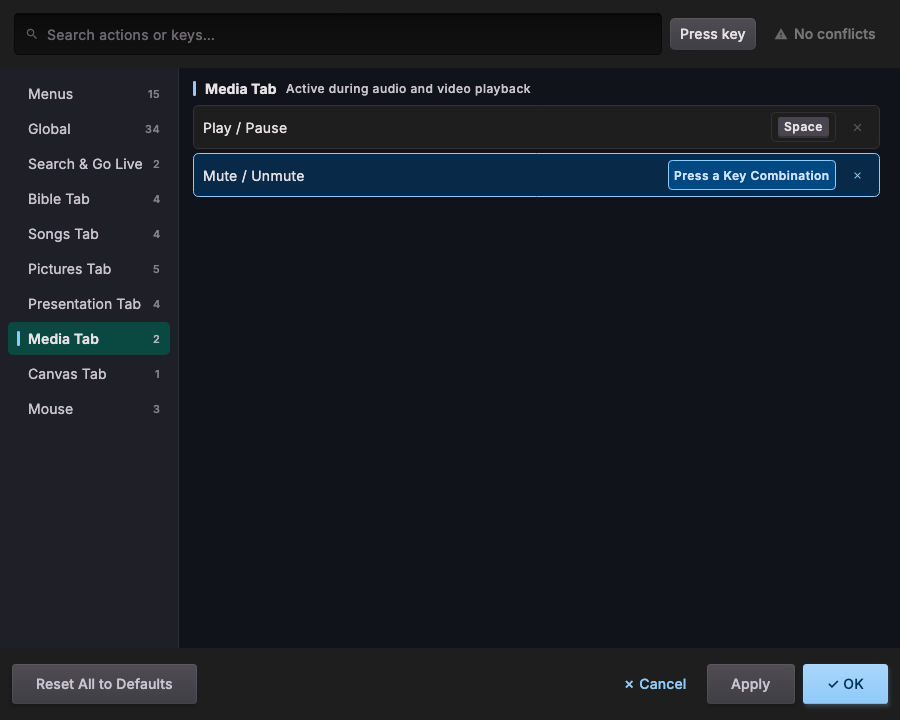 Search actions or keys...
Press key
No conflicts
Menus 15
Global 34
Search & Go Live 2
Bible Tab 4
Songs Tab 4
Pictures Tab 5
Presentation Tab 4
Media Tab 2
Canvas Tab 1
Mouse 3
Media Tab Active during audio and video playback
Play / Pause Space ×
Mute / Unmute Press a Key Combination ×
Reset All to Defaults
× Cancel
Apply
✓ OK